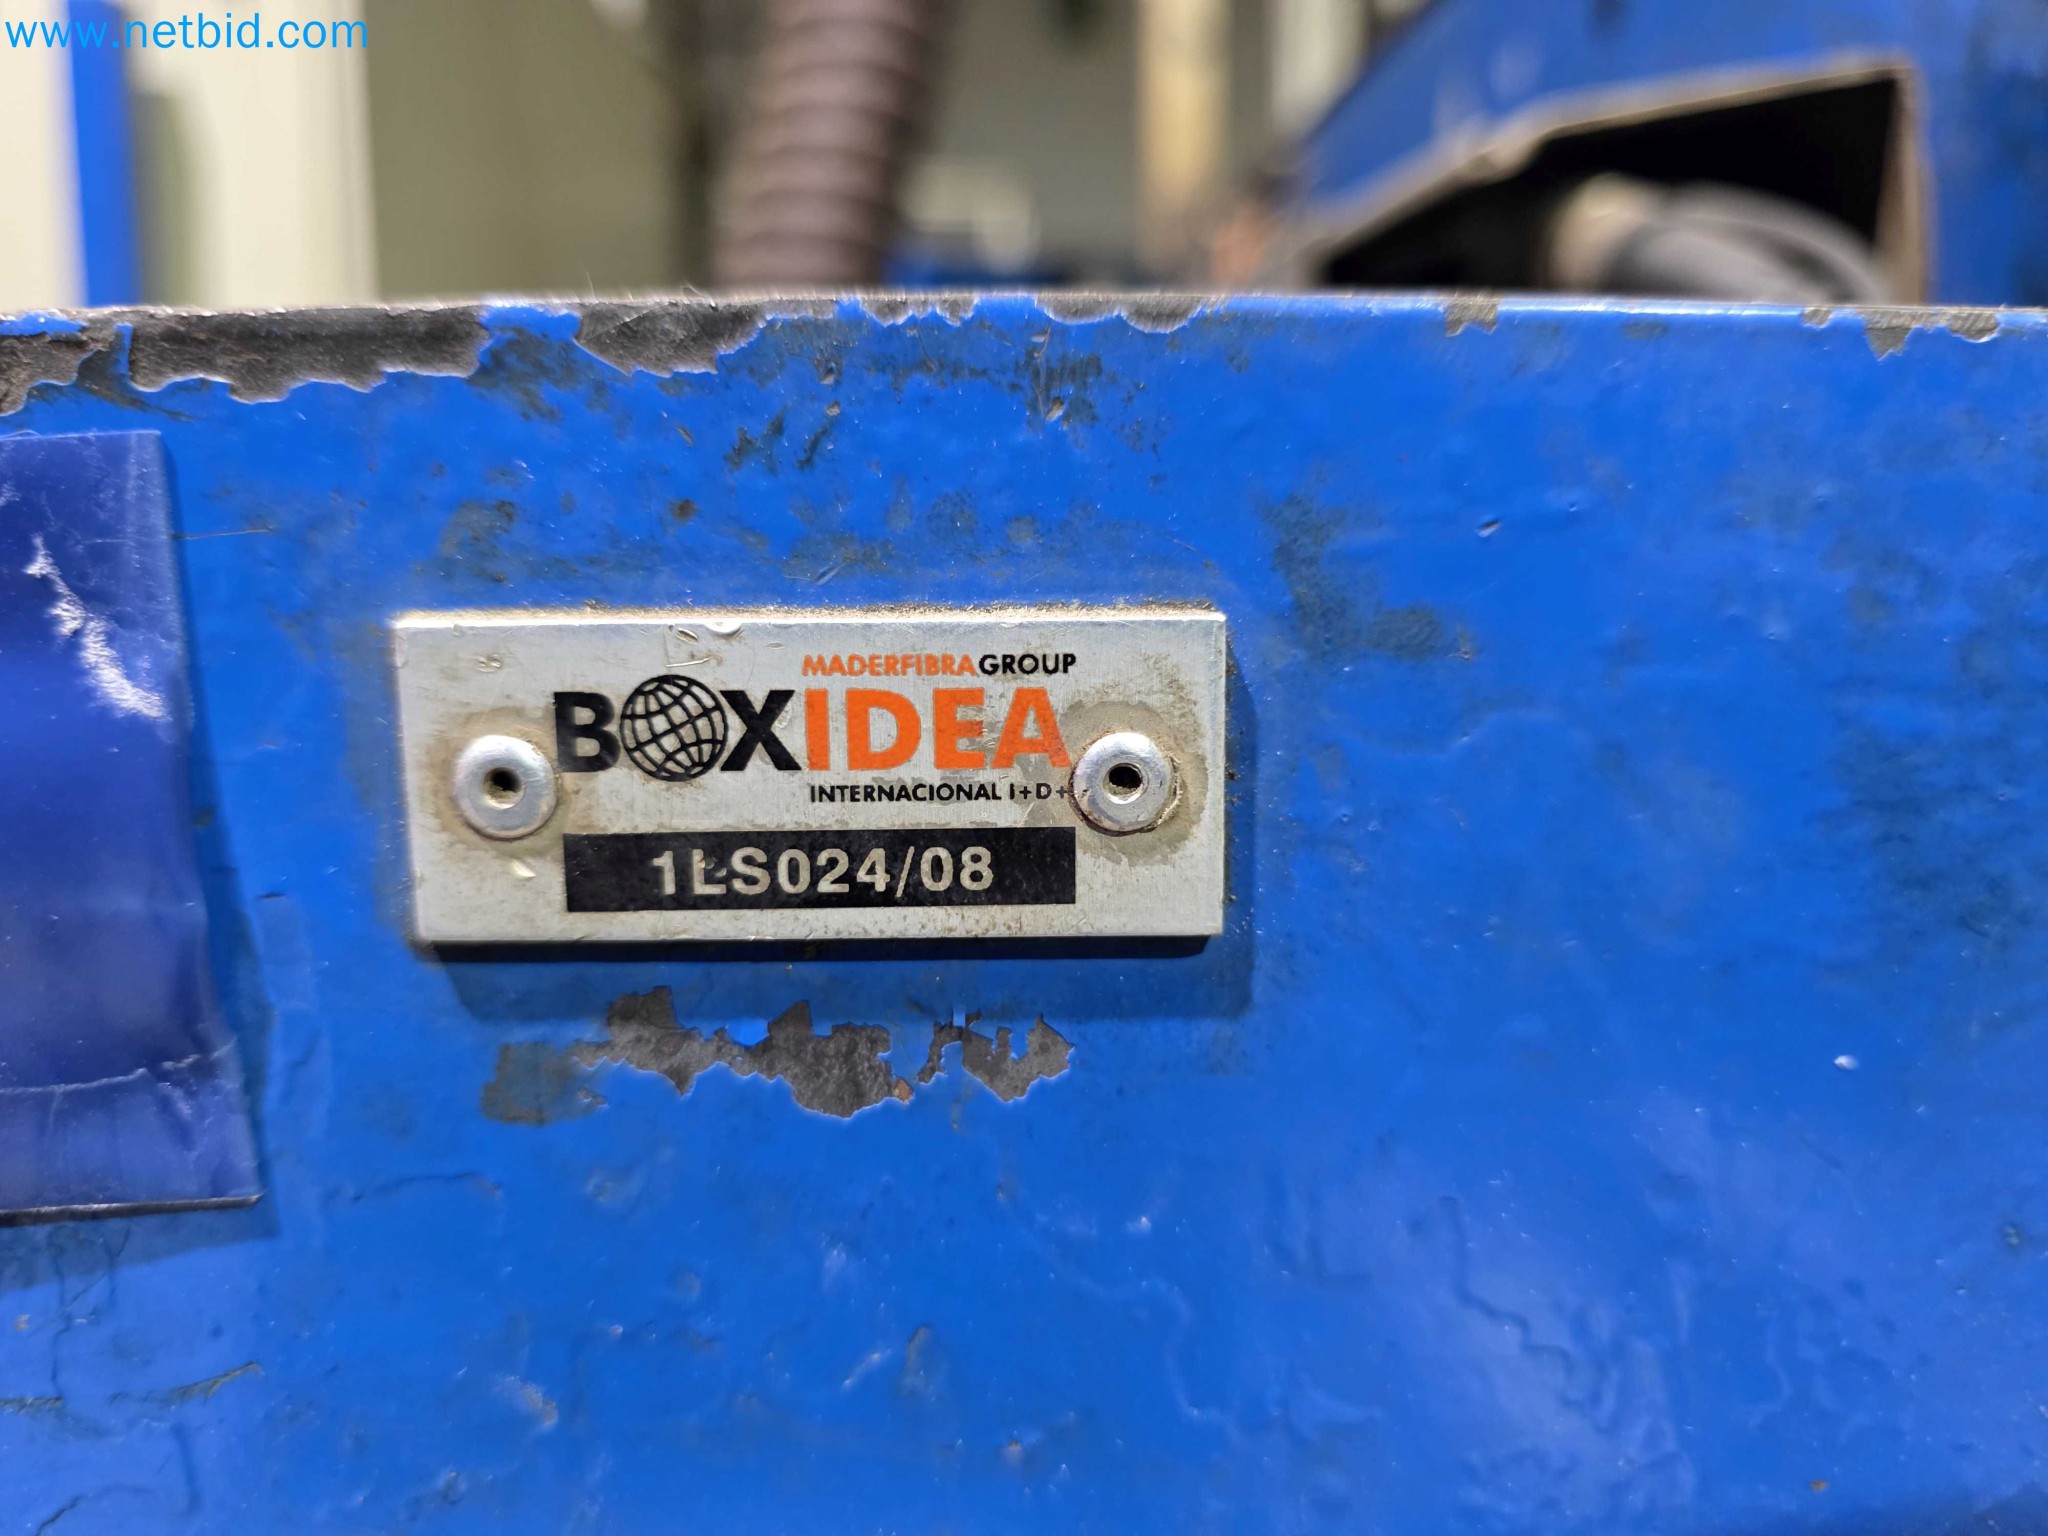 www.netbid.com
MADERFIBRAGROUP
BOXIDEA
INTERNACIONAL I+D+
1LS024/08